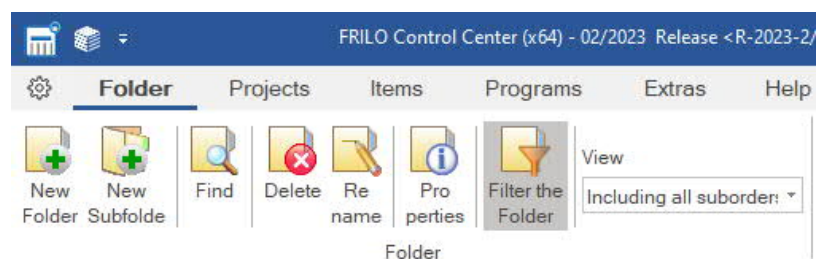 FRILO Control Center (x64) - 02/2023 Release <R-2023-2/
Folder Projects Items Programs Extras Help
New Folder
New Subfolde
Find
Delete
Re name
Pro perties
Filter the Folder
View
Including all suborder:
Folder